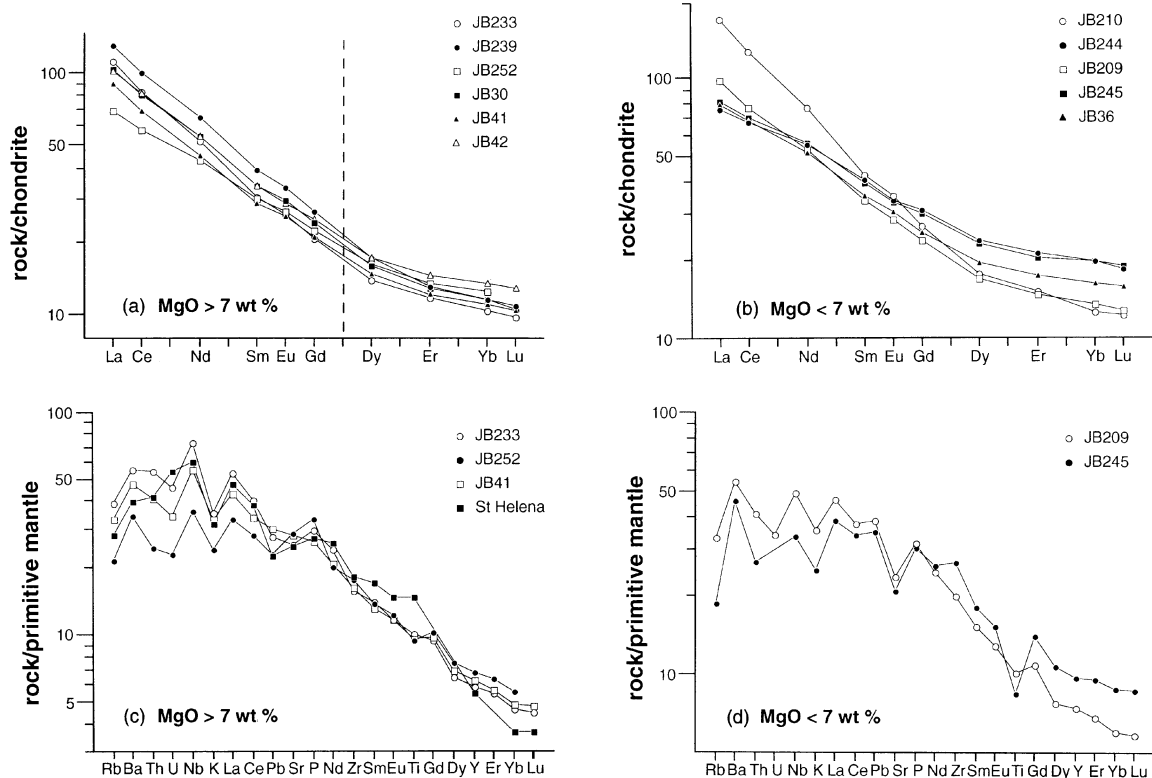 JB233
JB239
JB252
JB30
JB41
JB42
100
50
10
rock/chondrite
(a) MgO > 7 wt %
La Ce Nd Sm Eu Gd Dy Er Yb Lu
JB210
JB244
JB209
JB245
JB36
100
50
10
rock/chondrite
(b) MgO < 7 wt %
La Ce Nd Sm Eu Gd Dy Er Yb Lu
JB233
JB252
JB41
St Helena
100
50
10
5
rock/primitive mantle
(c) MgO > 7 wt %
Rb Ba Th U Nb K La Ce Pb Sr P Nd Zr Sm Eu Ti Gd Dy Y Er Yb Lu
JB209
JB245
100
50
10
rock/primitive mantle
(d) MgO < 7 wt %
Rb Ba Th U Nb K La Ce Pb Sr P Nd Zr Sm Eu Ti Gd Dy Y Er Yb Lu